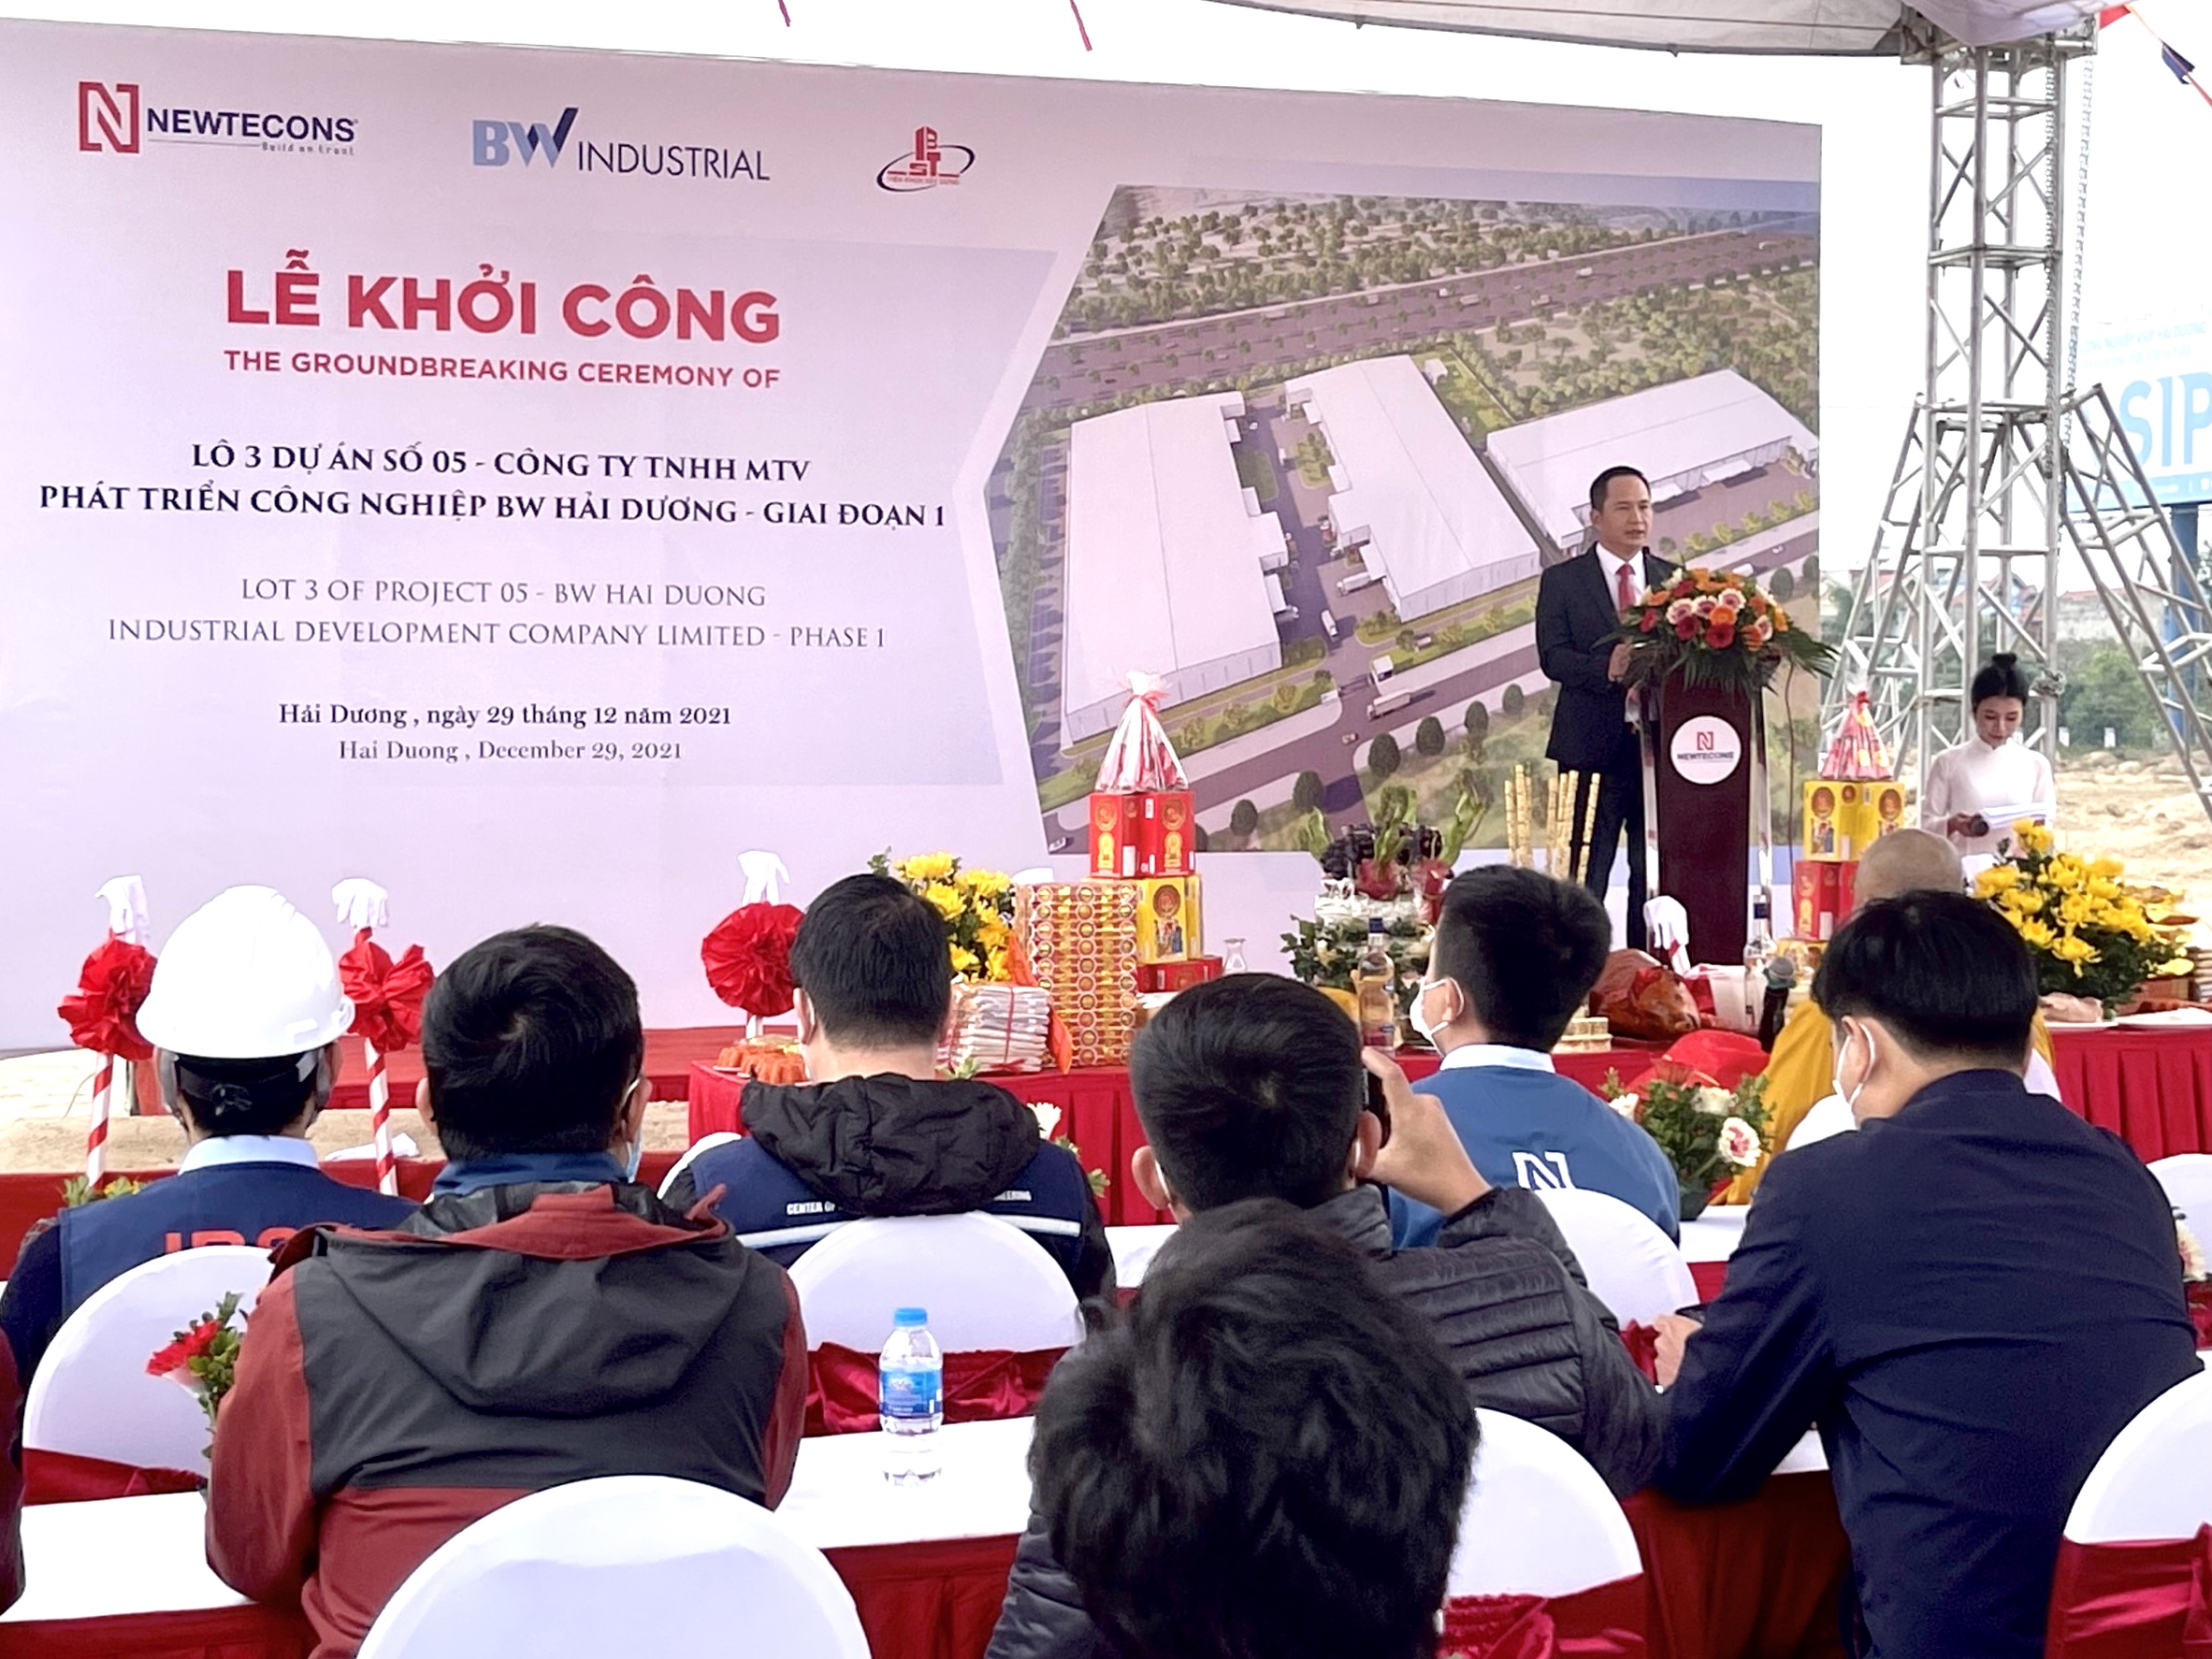 NEWTECONS
Build on trust
BW INDUSTRIAL
IBST
LỄ KHỞI CÔNG
THE GROUNDBREAKING CEREMONY OF
LÔ 3 DỰ ÁN SỐ 05 - CÔNG TY TNHH MTV
PHÁT TRIỂN CÔNG NGHIỆP BW HẢI DƯƠNG - GIAI ĐOẠN 1
LOT 3 OF PROJECT 05 - BW HAI DUONG
INDUSTRIAL DEVELOPMENT COMPANY LIMITED - PHASE 1
Hải Dương , ngày 29 tháng 12 năm 2021
Hai Duong , December 29, 2021
NEWTECONS
SIP
CENTER OF